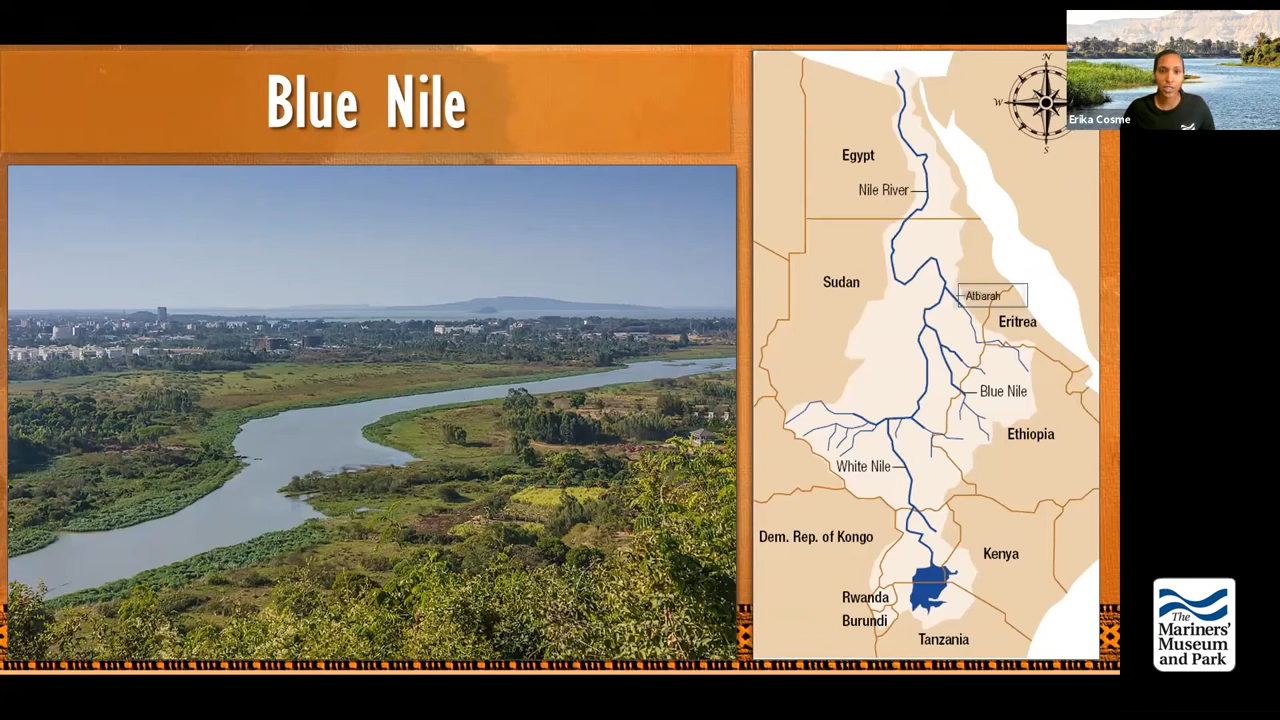 Blue Nile
N
W
S
Egypt
Nile River
Sudan
Atbarah
Eritrea
Blue Nile
Ethiopia
White Nile
Dem. Rep. of Kongo
Kenya
Rwanda
Burundi
Tanzania
Erika Cosme
The
Mariners'
Museum
and Park